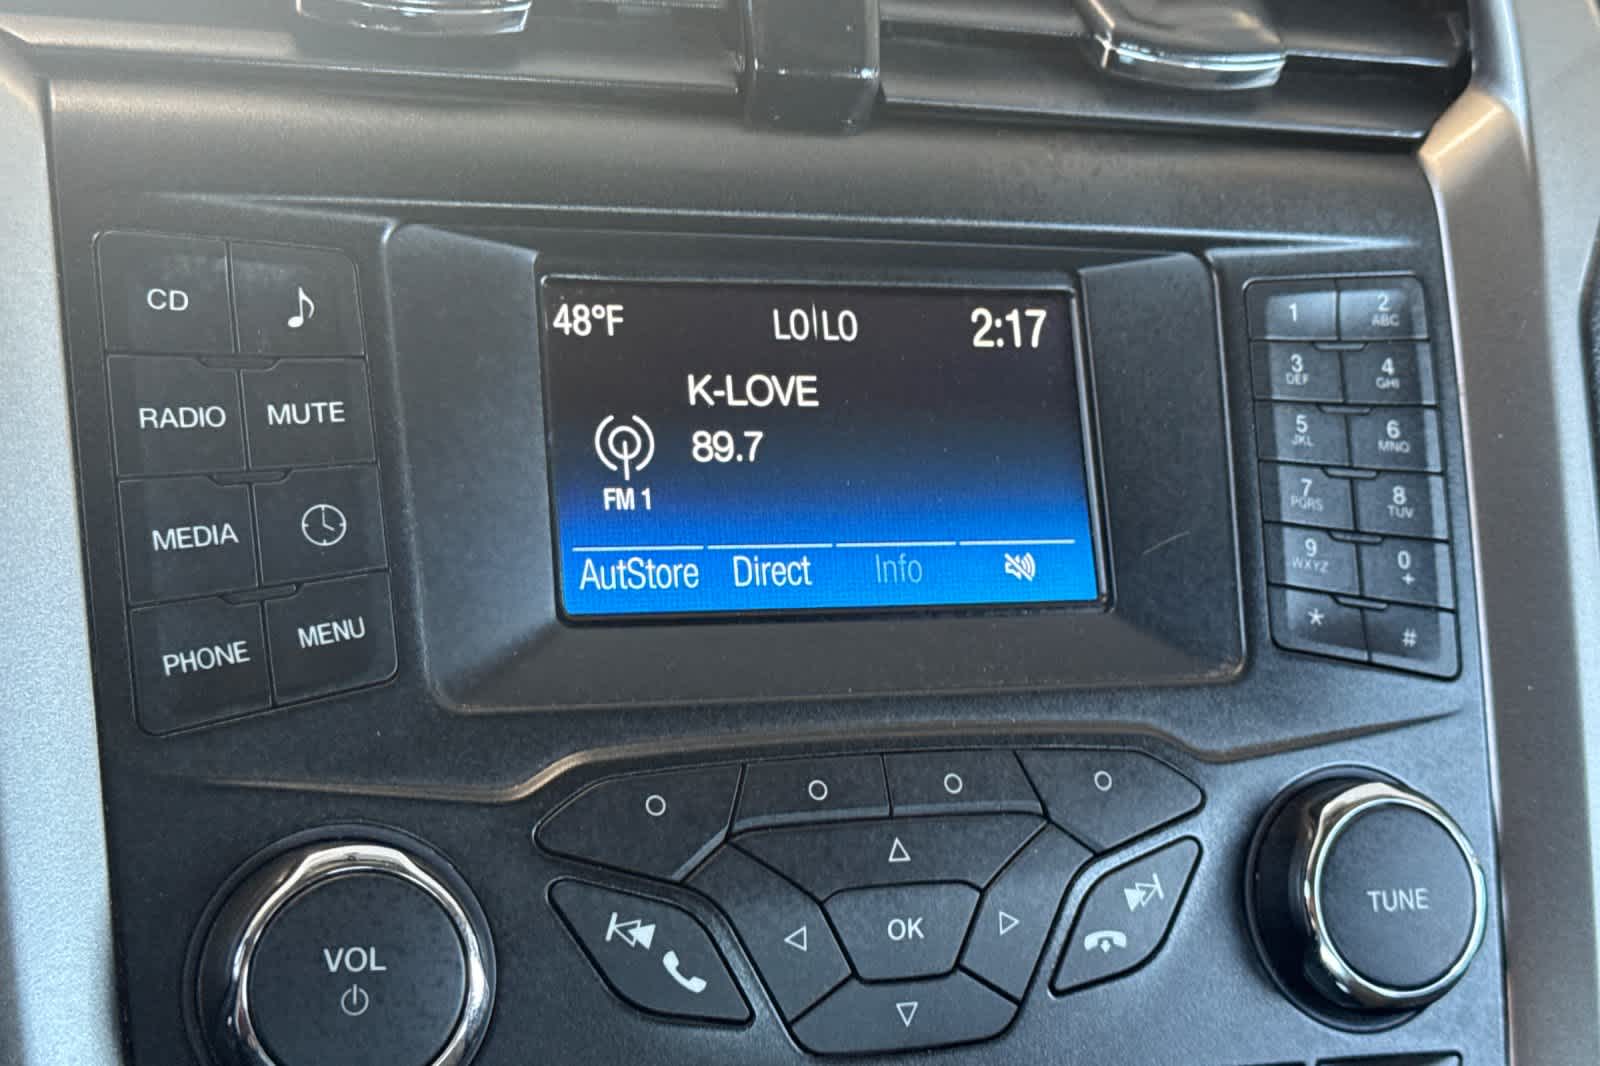 48°F LO|LO 2:17
K-LOVE
89.7
FM 1
AutStore Direct Info
CD
RADIO MUTE
MEDIA
PHONE MENU
1 2 ABC
3 DEF 4 GHI
5 JKL 6 MNO
7 PQRS 8 TUV
9 WXYZ 0 +
* #
VOL
OK
TUNE